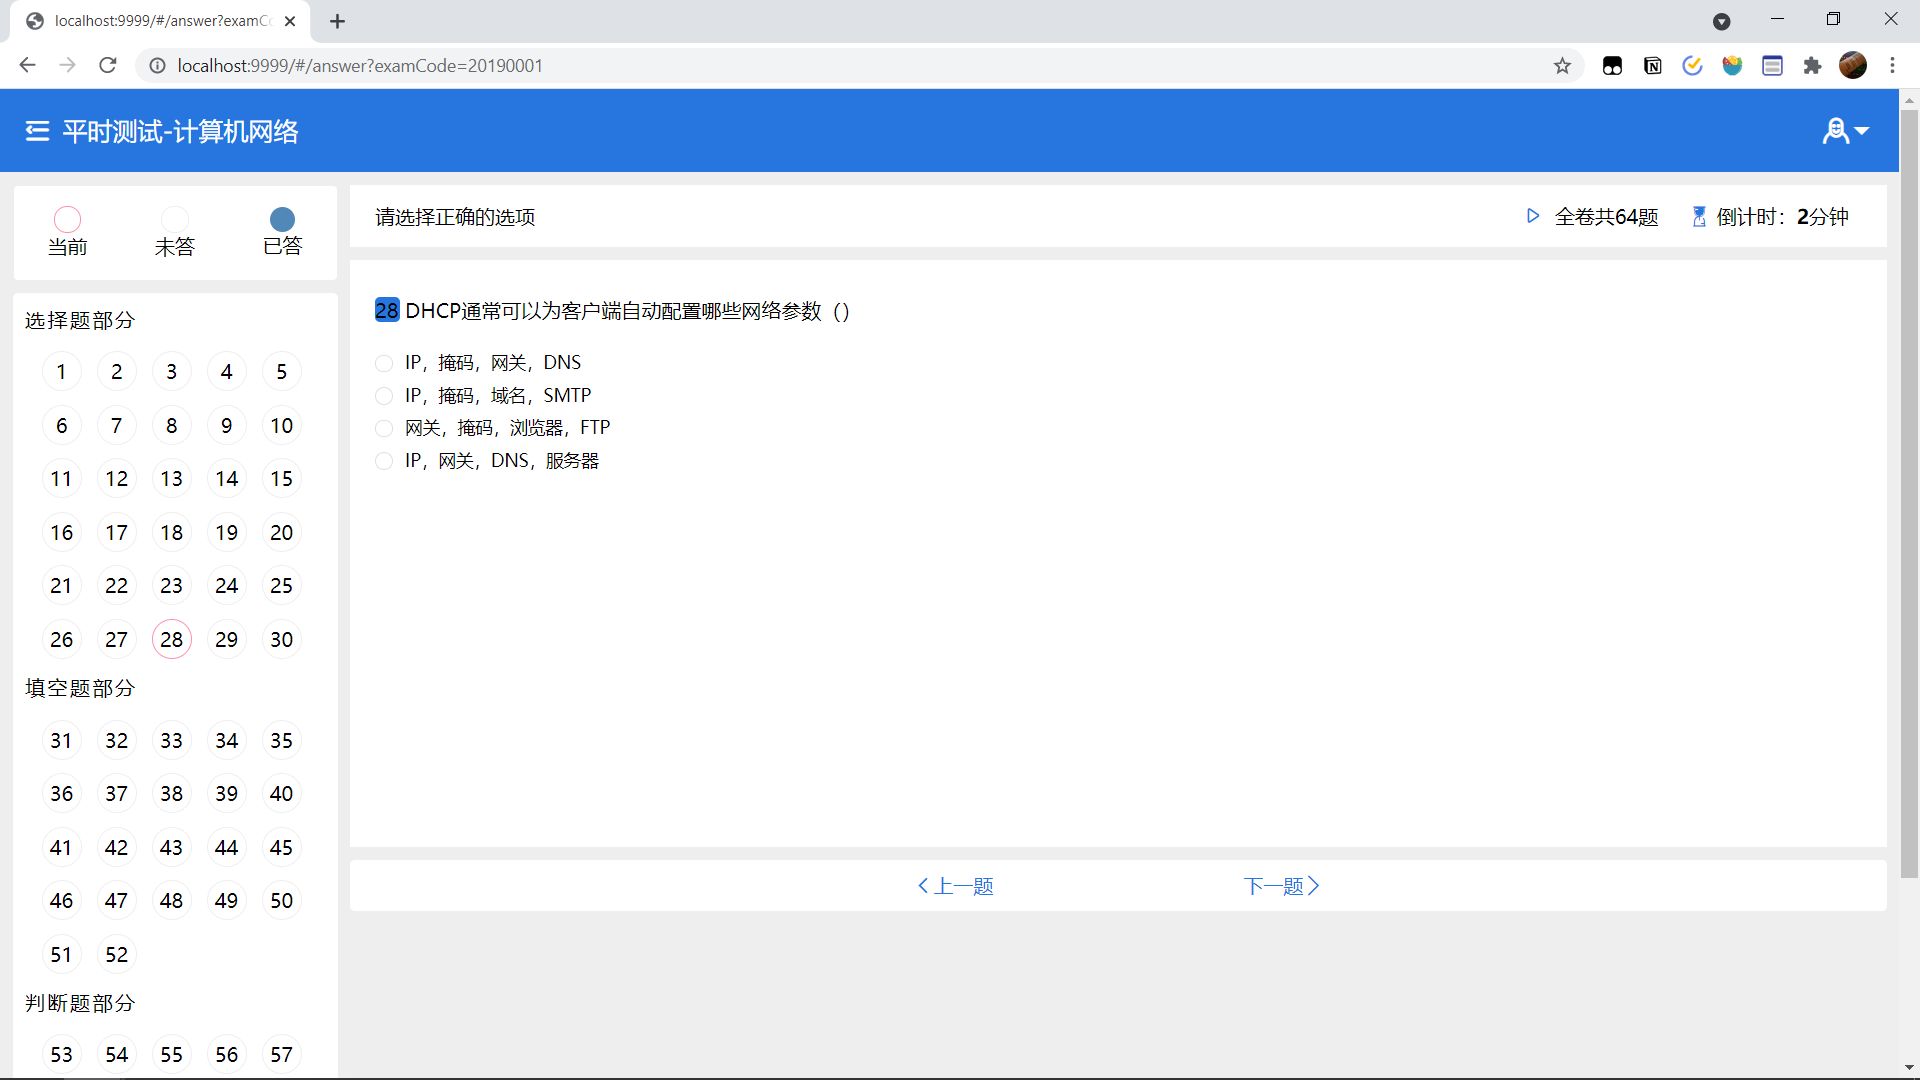 localhost:9999/#/answer?examC
localhost:9999/#/answer?examCode=20190001
平时测试-计算机网络
当前 未答 已答
请选择正确的选项
全卷共64题 倒计时：2分钟
28 DHCP通常可以为客户端自动配置哪些网络参数（）
IP，掩码，网关，DNS
IP，掩码，域名，SMTP
网关，掩码，浏览器，FTP
IP，网关，DNS，服务器
上一题 下一题
选择题部分
1 2 3 4 5
6 7 8 9 10
11 12 13 14 15
16 17 18 19 20
21 22 23 24 25
26 27 28 29 30
填空题部分
31 32 33 34 35
36 37 38 39 40
41 42 43 44 45
46 47 48 49 50
51 52
判断题部分
53 54 55 56 57